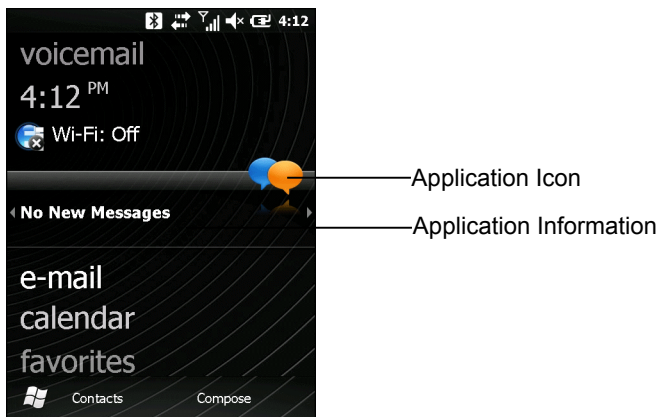 4:12
voicemail
4:12 PM
Wi-Fi: Off
Application Icon
No New Messages
Application Information
e-mail
calendar
favorites
Contacts Compose